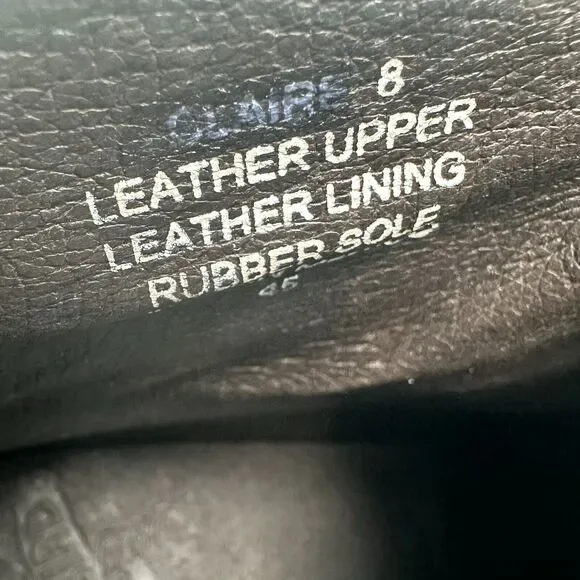 CLAIRE 8
LEATHER UPPER
LEATHER LINING
RUBBER SOLE